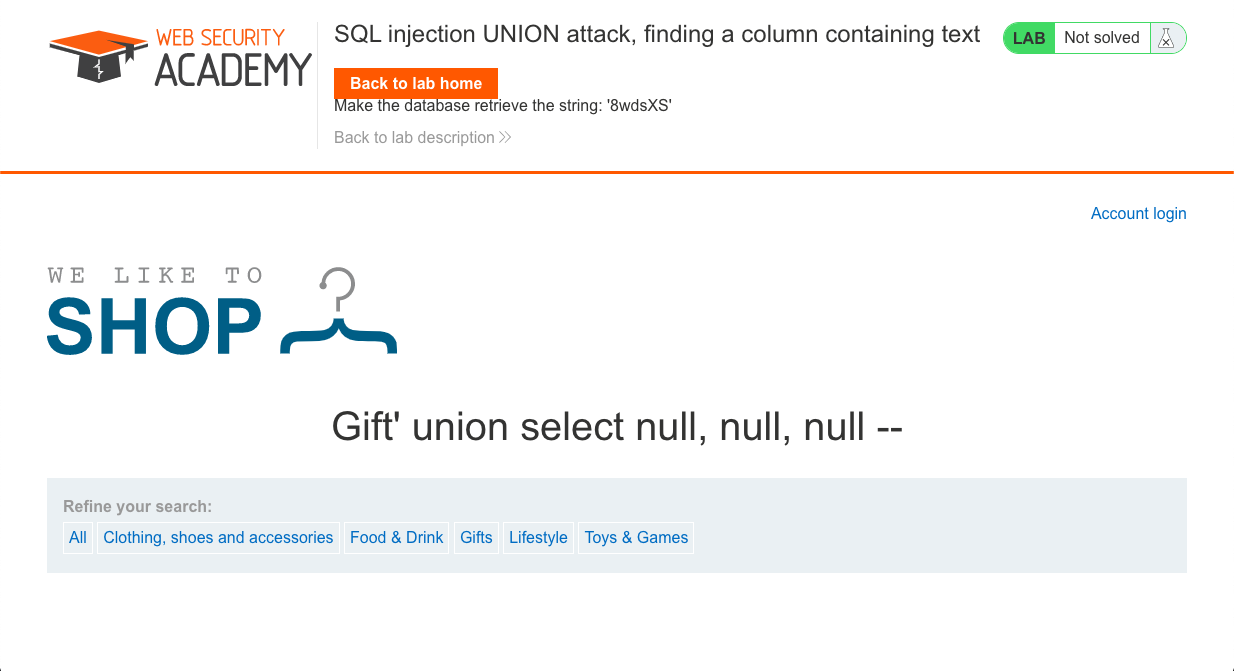 WEB SECURITY
ACADEMY
SQL injection UNION attack, finding a column containing text
LAB Not solved
Back to lab home
Make the database retrieve the string: '8wdsXS'
Back to lab description
Account login
WE LIKE TO
SHOP
Gift' union select null, null, null --
Refine your search:
All Clothing, shoes and accessories Food & Drink Gifts Lifestyle Toys & Games